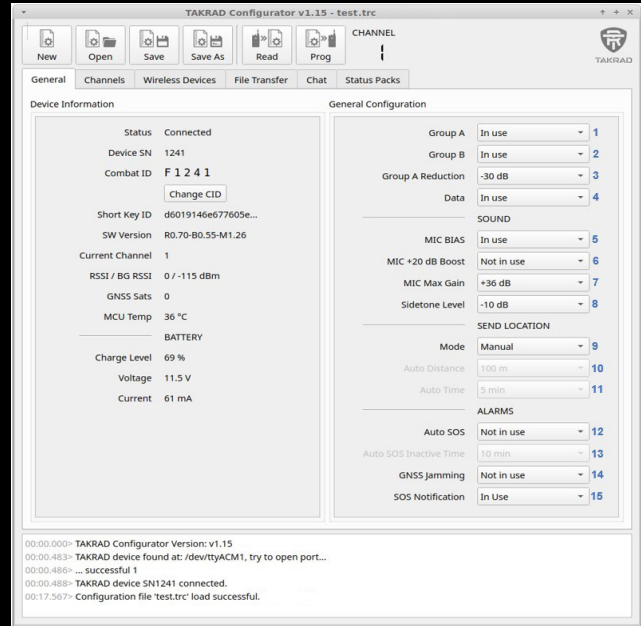 TAKRAD Configurator v1.15 - test.trc
New Open Save Save As Read Prog
CHANNEL
1
TAKRAD
General Channels Wireless Devices File Transfer Chat Status Packs
Device Information
Status Connected
Device SN 1241
Combat ID F1241
Change CID
Short Key ID d6019146e677605e...
SW Version R0.70-B0.55-M1.26
Current Channel 1
RSSI / BG RSSI 0 / -115 dBm
GNSS Sats 0
MCU Temp 36 °C
BATTERY
Charge Level 69 %
Voltage 11.5 V
Current 61 mA
General Configuration
Group A In use 1
Group B In use 2
Group A Reduction -30 dB 3
Data In use 4
SOUND
MIC BIAS In use 5
MIC +20 dB Boost Not in use 6
MIC Max Gain +36 dB 7
Sidetone Level -10 dB 8
SEND LOCATION
Mode Manual 9
Auto Distance 100 m 10
Auto Time 5 min 11
ALARMS
Auto SOS Not in use 12
Auto SOS Inactive Time 10 min 13
GNSS Jamming Not in use 14
SOS Notification In Use 15
00:00.000> TAKRAD Configurator Version: v1.15
00:00.483> TAKRAD device found at: /dev/ttyACM1, try to open port...
00:00.486> ... successful 1
00:00.488> TAKRAD device SN1241 connected.
00:17.567> Configuration file 'test.trc' load successful.